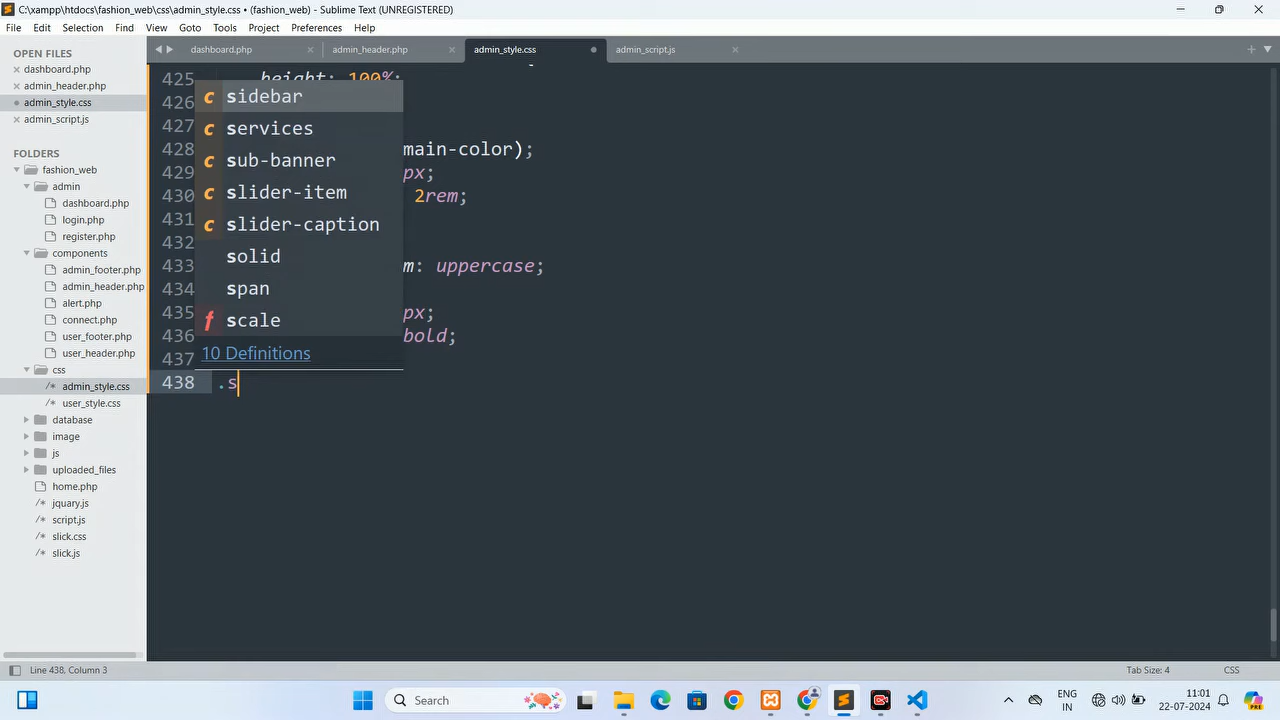 C:\xampp\htdocs\fashion_web\css\admin_style.css • (fashion_web) - Sublime Text (UNREGISTERED)
File Edit Selection Find View Goto Tools Project Preferences Help
OPEN FILES
dashboard.php
admin_header.php
admin_style.css
admin_script.js
FOLDERS
fashion_web
admin
dashboard.php
login.php
register.php
components
admin_footer.php
admin_header.php
alert.php
connect.php
user_footer.php
user_header.php
css
/* admin_style.css
/* user_style.css
database
image
js
uploaded_files
home.php
/* jquary.js
/* script.js
/* slick.css
/* slick.js
dashboard.php × admin_header.php × admin_style.css • admin_script.js ×
425 height: 100%;
426
427
428 main-color);
429 px;
430 2rem;
431
432
433 m: uppercase;
434
435 px;
436 bold;
437
438 .s
c sidebar
c services
c sub-banner
c slider-item
c slider-caption
solid
span
f scale
10 Definitions
Line 438, Column 3
Tab Size: 4 CSS
Search
ENG
IN
11:01
22-07-2024